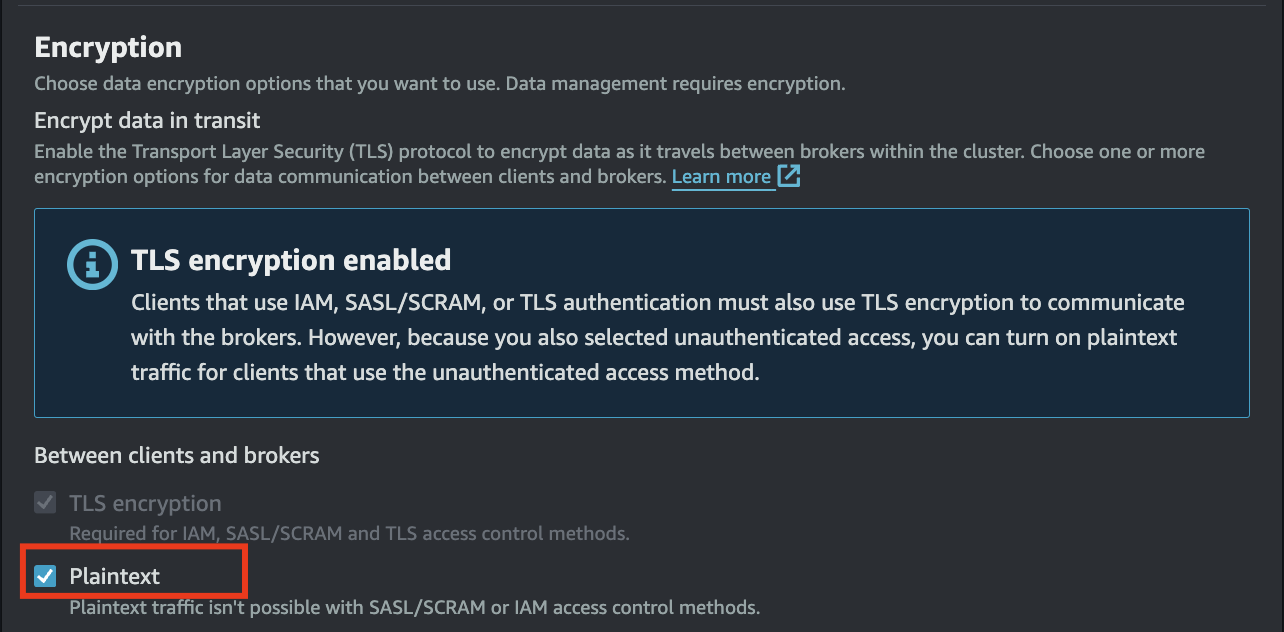 Encryption
Choose data encryption options that you want to use. Data management requires encryption.
Encrypt data in transit
Enable the Transport Layer Security (TLS) protocol to encrypt data as it travels between brokers within the cluster. Choose one or more
encryption options for data communication between clients and brokers. Learn more
TLS encryption enabled
Clients that use IAM, SASL/SCRAM, or TLS authentication must also use TLS encryption to communicate
with the brokers. However, because you also selected unauthenticated access, you can turn on plaintext
traffic for clients that use the unauthenticated access method.
Between clients and brokers
TLS encryption
Required for IAM, SASL/SCRAM and TLS access control methods.
Plaintext
Plaintext traffic isn't possible with SASL/SCRAM or IAM access control methods.